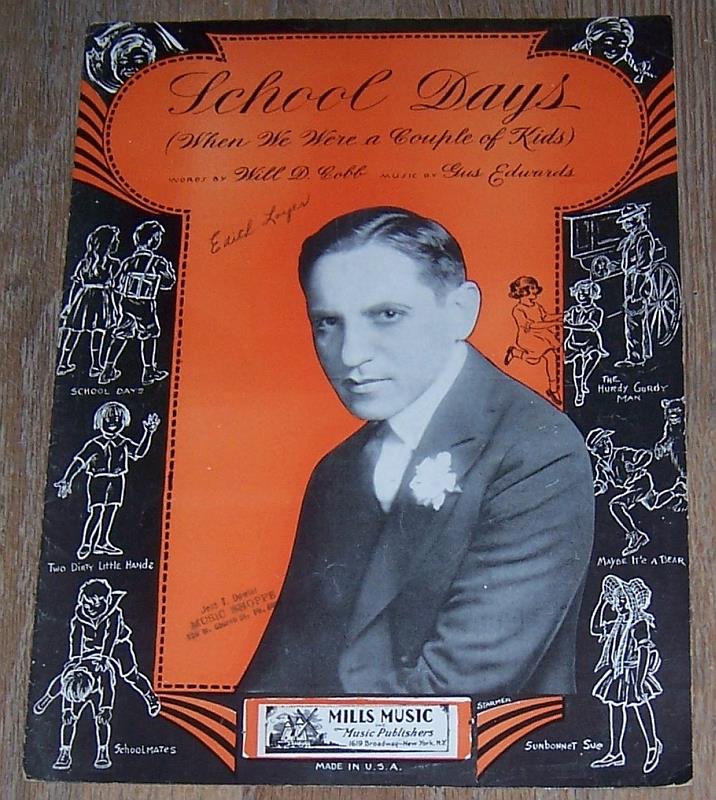 School Days
(When We Were a Couple of Kids)
WORDS BY Will D. Cobb MUSIC BY Gus Edwards
Edith
SCHOOL DAYS
THE HURDY GURDY MAN
TWO DIRTY LITTLE HANDS
MAYBE IT'S A BEAR
MUSIC SHOPPE
SCHOOLMATES
SUNBONNET SUE
STARMER
MILLS MUSIC
INC
Music Publishers
1619 Broadway-New York, N.Y.
MADE IN U.S.A.